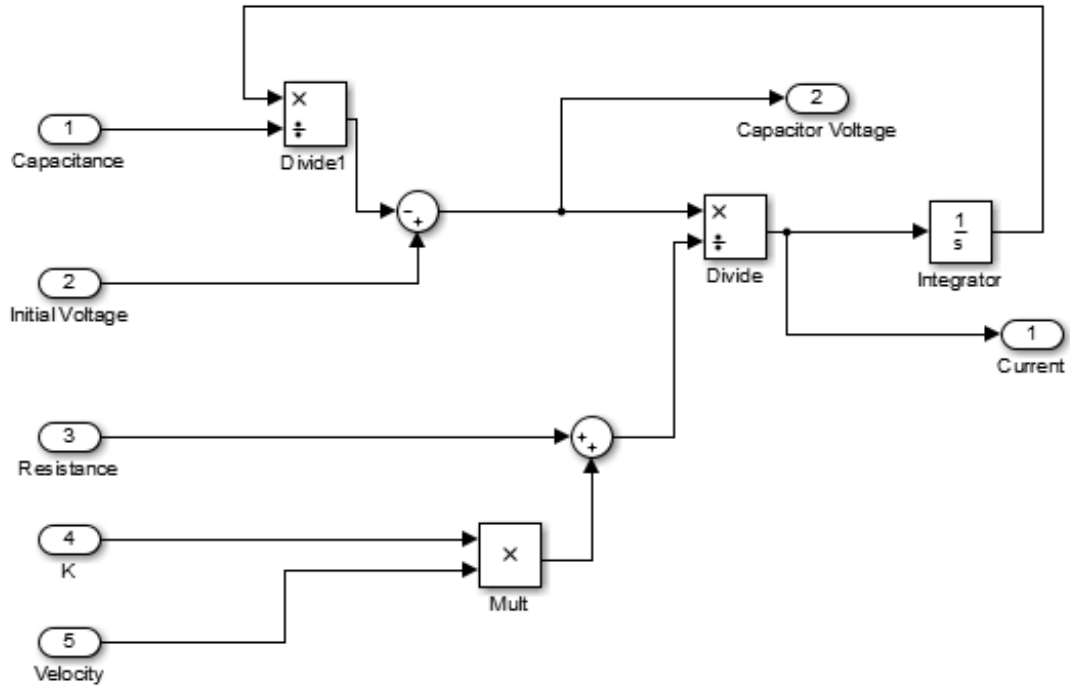 ×
÷
Divide1
1
Capacitance
2
Capacitor Voltage
-
+
×
÷
Divide
1
s
Integrator
2
Initial Voltage
1
Current
3
Resistance
+
+
4
K
×
Mult
5
Velocity